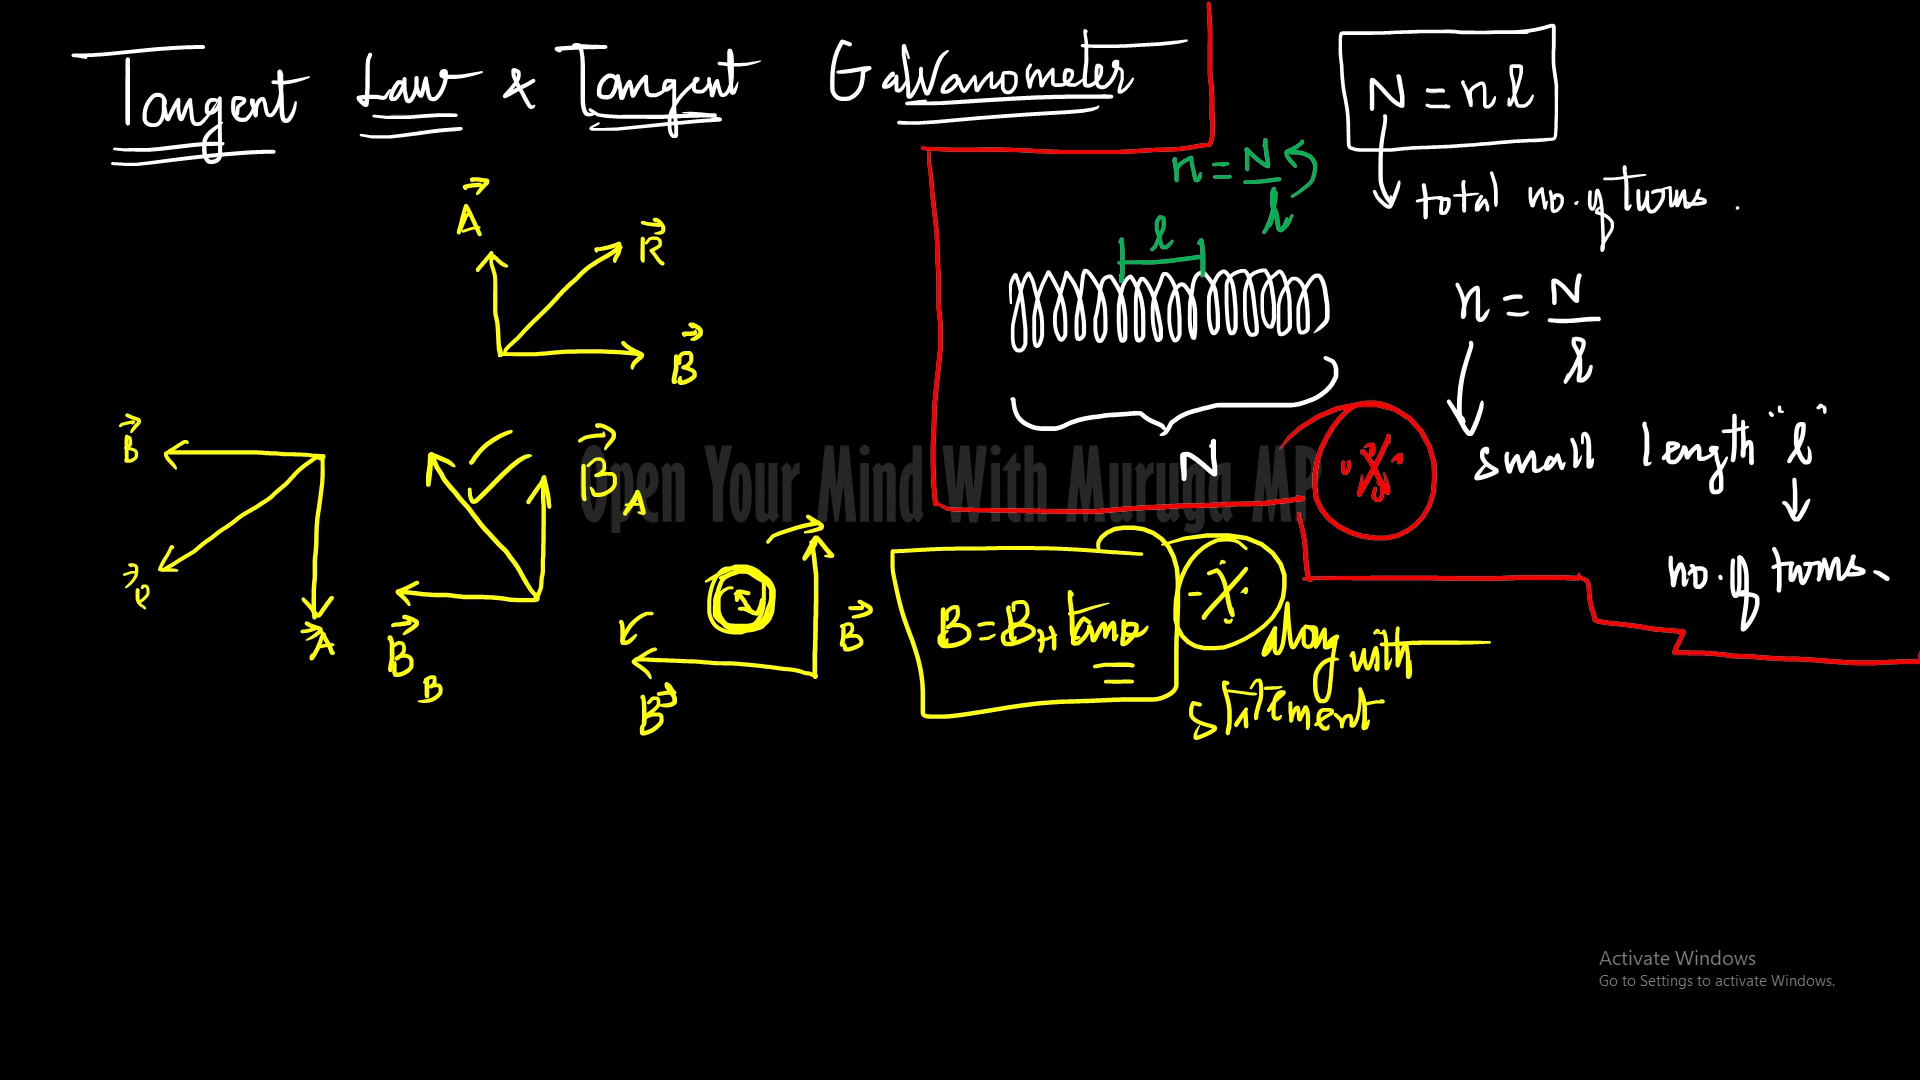 Tangent Law & Tangent Galvanometer
N = nl
n = N/l
total no. of Turns.
A
R
B
l
n = N/l
small length "l"
no. of turns.
N
B
R
A
B A
B B
B
B
B = B_H tanθ
along with
statement
Open Your Mind With Muruga MP
Activate Windows
Go to Settings to activate Windows.